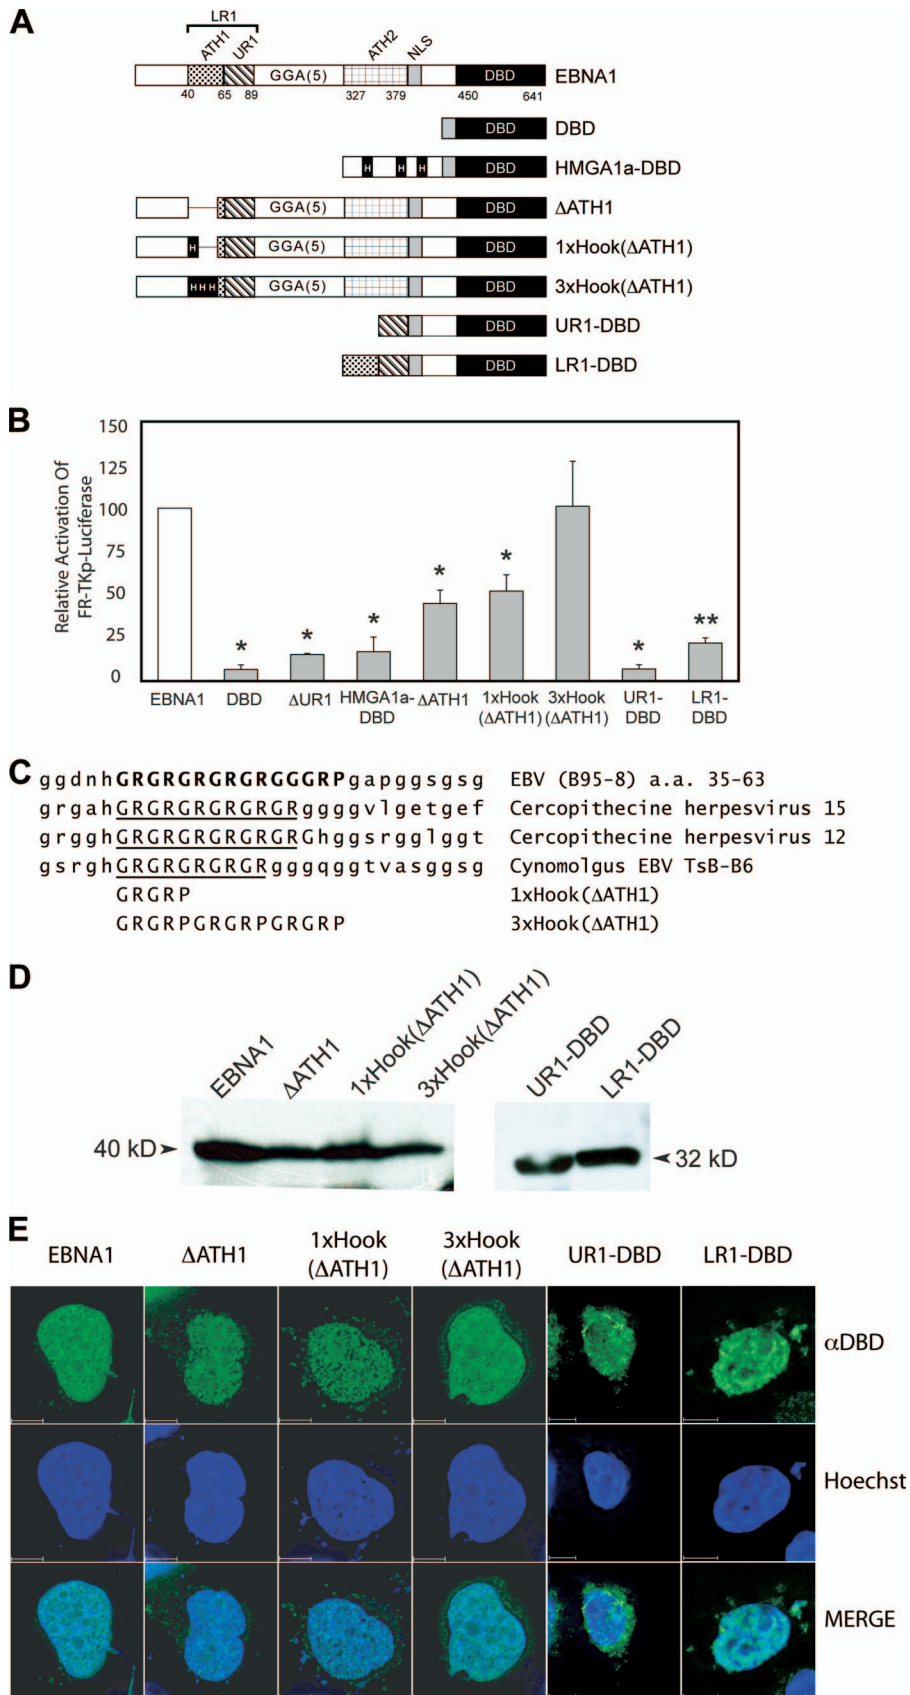 A
LR1
ATH1 UR1 ATH2 NLS
GGA(5) DBD EBNA1
40 65 89 327 379 450 641
DBD DBD
H H H DBD HMGA1a-DBD
GGA(5) DBD ΔATH1
H GGA(5) DBD 1xHook(ΔATH1)
H H H GGA(5) DBD 3xHook(ΔATH1)
DBD UR1-DBD
DBD LR1-DBD
B
Relative Activation Of
FR-TKp-Luciferase
150
125
100
75
50
25
0
* * * * * * **
EBNA1 DBD ΔUR1 HMGA1a-DBD ΔATH1 1xHook (ΔATH1) 3xHook (ΔATH1) UR1-DBD LR1-DBD
C
ggdnhGRGRGRGRGRGGGRPgapggsgsg EBV (B95-8) a.a. 35-63
grgahGRGRGRGRGRGRggggvlgetgef Cercopithecine herpesvirus 15
grgghGRGRGRGRGRGRGhggsrgglggt Cercopithecine herpesvirus 12
gsrghGRGRGRGRGRggggqggtvasggsg Cynomolgus EBV TsB-B6
GRGRP 1xHook(ΔATH1)
GRGRPGRGRPGRGRP 3xHook(ΔATH1)
D
EBNA1 ΔATH1 1xHook(ΔATH1) 3xHook(ΔATH1) UR1-DBD LR1-DBD
40 kD 32 kD
E
EBNA1 ΔATH1 1xHook (ΔATH1) 3xHook (ΔATH1) UR1-DBD LR1-DBD
αDBD
Hoechst
MERGE